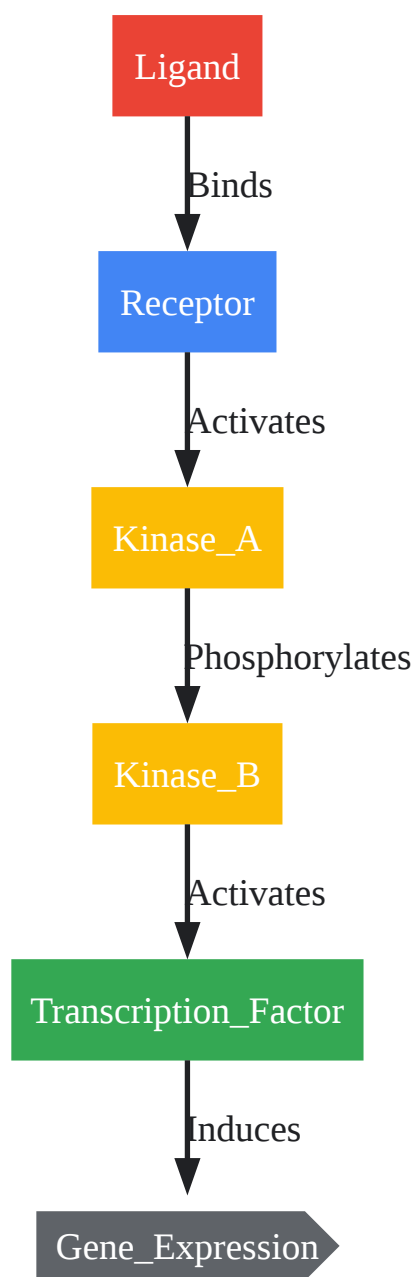 Ligand
Binds
Receptor
Activates
Kinase_A
Phosphorylates
Kinase_B
Activates
Transcription_Factor
Induces
Gene_Expression